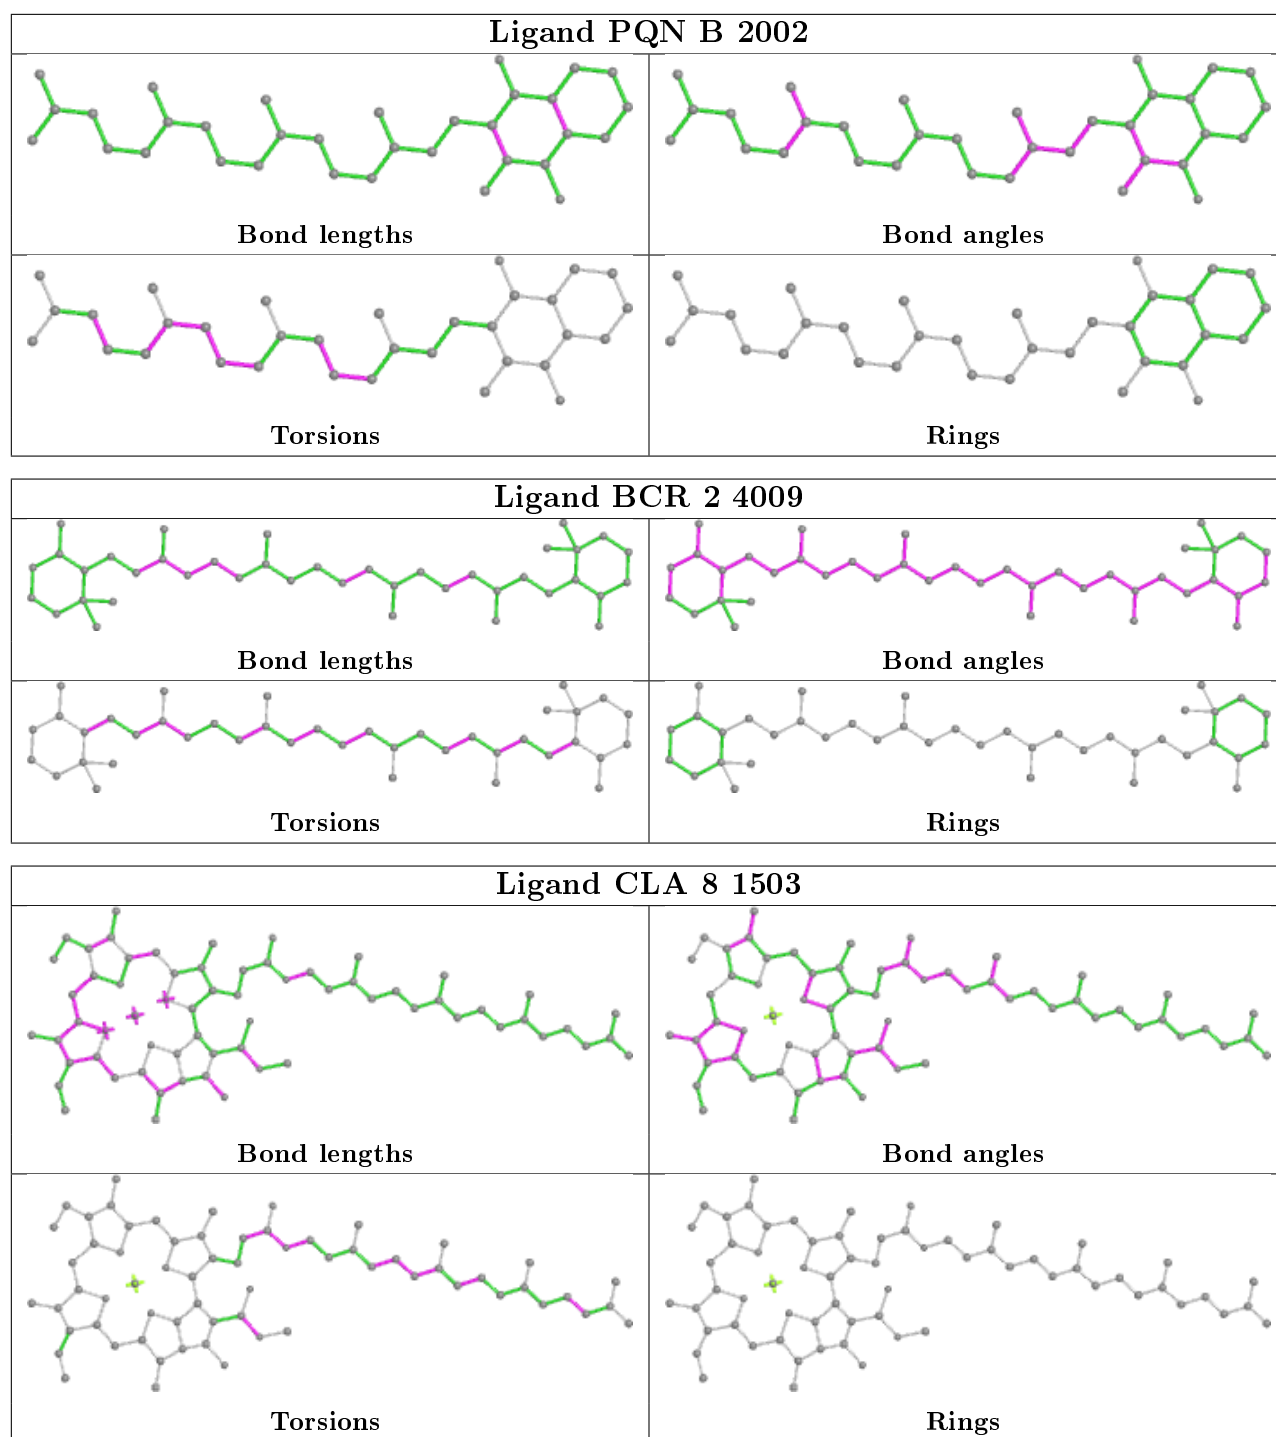 Ligand PQN B 2002
Bond lengths
Bond angles
Torsions
Rings
Ligand BCR 2 4009
Bond lengths
Bond angles
Torsions
Rings
Ligand CLA 8 1503
Bond lengths
Bond angles
Torsions
Rings